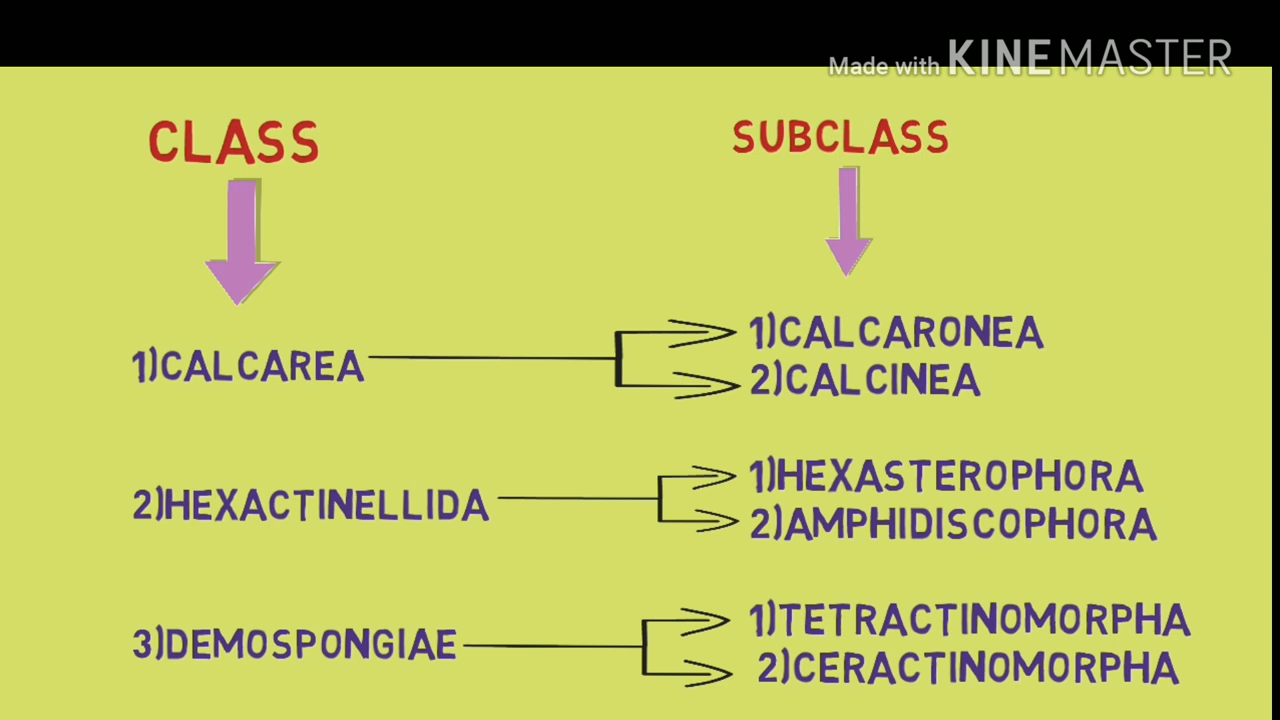 Made with KINEMASTER
CLASS
SUBCLASS
1)CALCAREA
1)CALCARONEA
2)CALCINEA
2)HEXACTINELLIDA
1)HEXASTEROPHORA
2)AMPHIDISCOPHORA
3)DEMOSPONGIAE
1)TETRACTINOMORPHA
2)CERACTINOMORPHA